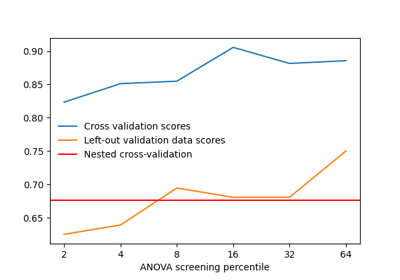 0.90
0.85
0.80
0.75
0.70
0.65
Cross validation scores
Left-out validation data scores
Nested cross-validation
2 4 8 16 32 64
ANOVA screening percentile